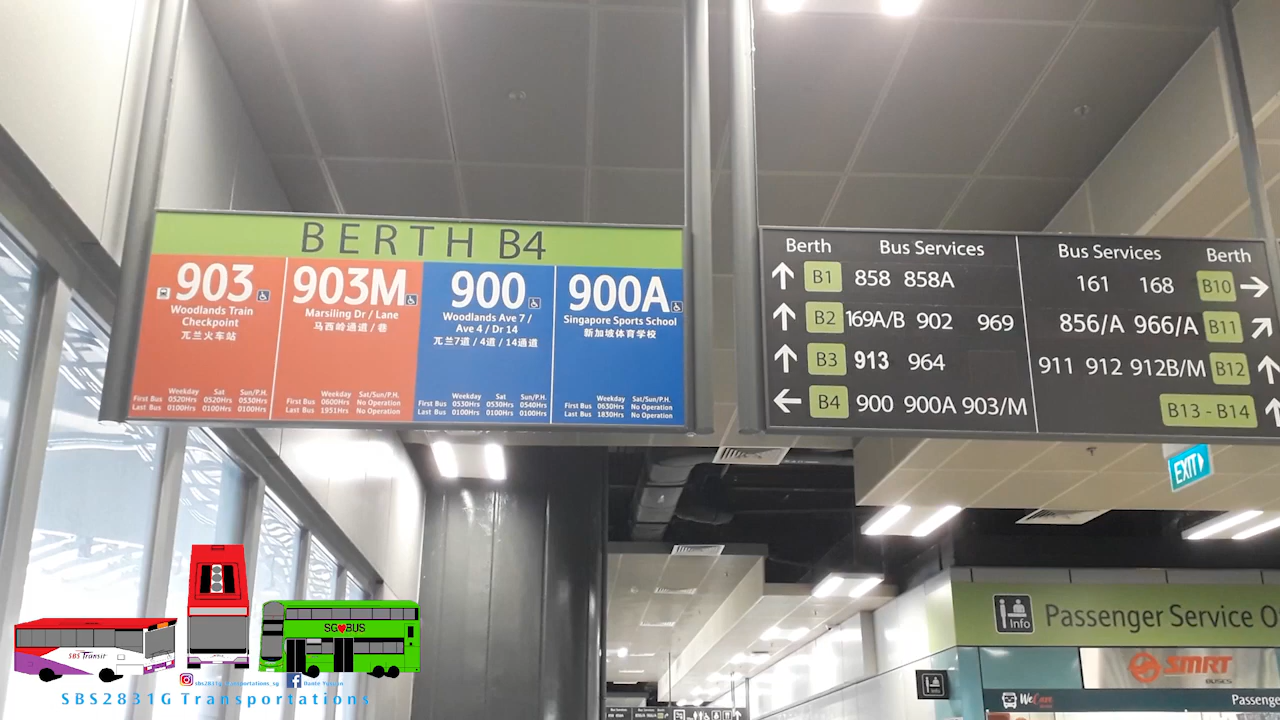 BERTH B4
903
Woodlands Train
Checkpoint
兀兰火车站
Weekday Sat Sun/P.H.
First Bus 0520Hrs 0520Hrs 0530Hrs
Last Bus 0100Hrs 0100Hrs 0100Hrs
903M
Marsiling Dr / Lane
马西岭通道 / 巷
Weekday Sat/Sun/P.H.
First Bus 0600Hrs No Operation
Last Bus 1951Hrs No Operation
900
Woodlands Ave 7 /
Ave 4 / Dr 14
兀兰7道 / 4道 / 14通道
Weekday Sat Sun/P.H.
First Bus 0530Hrs 0530Hrs 0540Hrs
Last Bus 0100Hrs 0100Hrs 0100Hrs
900A
Singapore Sports School
新加坡体育学校
Weekday Sat/Sun/P.H.
First Bus 0630Hrs No Operation
Last Bus 1830Hrs No Operation
Berth Bus Services
B1 858 858A
B2 169A/B 902 969
B3 913 964
B4 900 900A 903/M
Bus Services Berth
161 168 B10
856/A 966/A B11
911 912 912B/M B12
B13 - B14
EXIT
Info
Passenger Service O
SMRT
BUSES
WeCare
Passenge
SBS Transit
SG♥BUS
sbs2831g_transportations_sg
SBS2831G Transportations